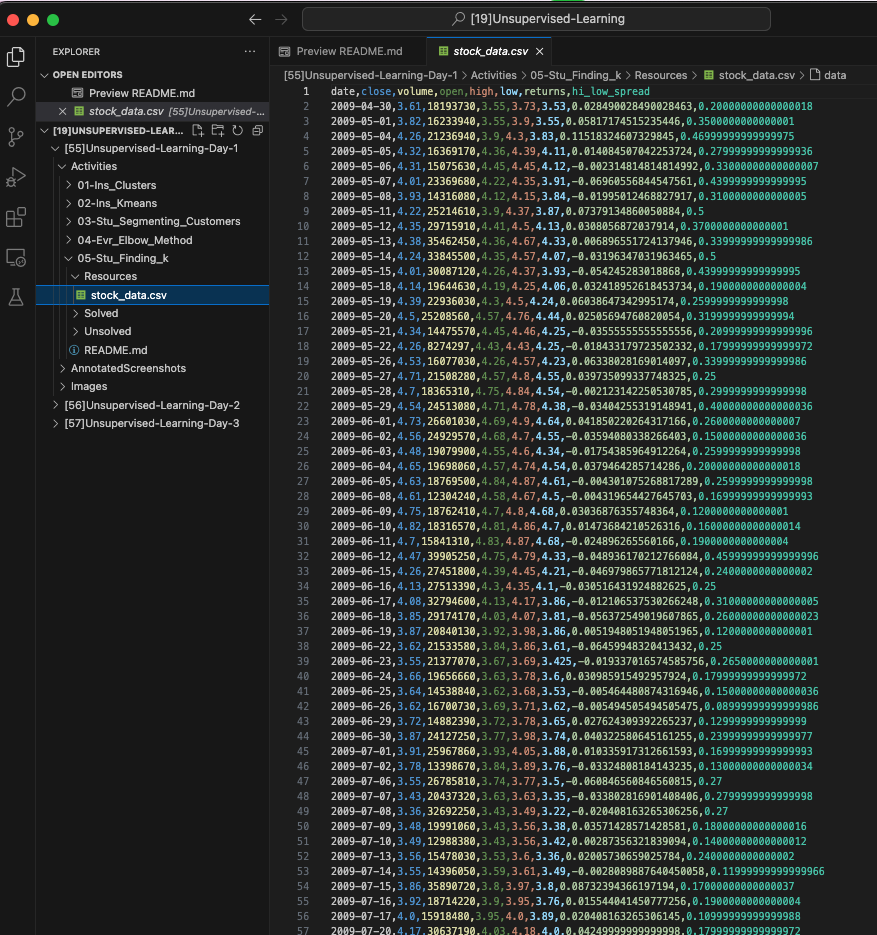 [19]Unsupervised-Learning
EXPLORER
Preview README.md
stock_data.csv
OPEN EDITORS
Preview README.md
stock_data.csv [55]Unsupervised-...
[19]UNSUPERVISED-LEAR...
[55]Unsupervised-Learning-Day-1
Activities
01-Ins_Clusters
02-Ins_Kmeans
03-Stu_Segmenting_Customers
04-Evr_Elbow_Method
05-Stu_Finding_k
Resources
stock_data.csv
Solved
Unsolved
README.md
AnnotatedScreenshots
Images
[56]Unsupervised-Learning-Day-2
[57]Unsupervised-Learning-Day-3
[55]Unsupervised-Learning-Day-1 > Activities > 05-Stu_Finding_k > Resources > stock_data.csv > data
1 date,close,volume,open,high,low,returns,hi_low_spread
2 2009-04-30,3.61,18193730,3.55,3.73,3.53,0.028490028490028463,0.20000000000000018
3 2009-05-01,3.82,16233940,3.55,3.9,3.55,0.05817174515235446,0.3500000000000001
4 2009-05-04,4.26,21236940,3.9,4.3,3.83,0.11518324607329845,0.46999999999999975
5 2009-05-05,4.32,16369170,4.36,4.39,4.11,0.014084507042253724,0.27999999999999936
6 2009-05-06,4.31,15075630,4.45,4.45,4.12,-0.002314814814814992,0.33000000000000007
7 2009-05-07,4.01,23369680,4.22,4.35,3.91,-0.06960556844547561,0.43999999999999995
8 2009-05-08,3.93,14316080,4.12,4.15,3.84,-0.01995012468827917,0.31000000000000005
9 2009-05-11,4.22,25214610,3.9,4.37,3.87,0.07379134860050884,0.5
10 2009-05-12,4.35,29715910,4.41,4.5,4.13,0.0308056872037914,0.3700000000000001
11 2009-05-13,4.38,35462450,4.36,4.67,4.33,0.006896551724137946,0.33999999999999986
12 2009-05-14,4.24,33845500,4.35,4.57,4.07,-0.03196347031963465,0.5
13 2009-05-15,4.01,30087120,4.26,4.37,3.93,-0.054245283018868,0.43999999999999995
14 2009-05-18,4.14,19644630,4.19,4.25,4.06,0.032418952618453734,0.19000000000000004
15 2009-05-19,4.39,22936030,4.3,4.5,4.24,0.06038647342995174,0.2599999999999998
16 2009-05-20,4.5,25208560,4.57,4.76,4.44,0.02505694760820054,0.3199999999999994
17 2009-05-21,4.34,14475570,4.45,4.46,4.25,-0.03555555555555556,0.20999999999999996
18 2009-05-22,4.26,8274297,4.43,4.43,4.25,-0.018433179723502332,0.17999999999999972
19 2009-05-26,4.53,16077030,4.26,4.57,4.23,0.06338028169014097,0.33999999999999986
20 2009-05-27,4.71,21508280,4.57,4.8,4.55,0.039735099337748325,0.25
21 2009-05-28,4.7,18365310,4.75,4.84,4.54,-0.002123142250530785,0.2999999999999998
22 2009-05-29,4.54,24513080,4.71,4.78,4.38,-0.03404255319148941,0.40000000000000036
23 2009-06-01,4.73,26601030,4.69,4.9,4.64,0.041850220264317166,0.2600000000000007
24 2009-06-02,4.56,24929570,4.68,4.7,4.55,-0.03594080338266403,0.15000000000000036
25 2009-06-03,4.48,19079900,4.55,4.6,4.34,-0.01754385964912264,0.2599999999999998
26 2009-06-04,4.65,19698060,4.57,4.74,4.54,0.0379464285714286,0.20000000000000018
27 2009-06-05,4.63,18769500,4.84,4.87,4.61,-0.004301075268817289,0.2599999999999998
28 2009-06-08,4.61,12304240,4.58,4.67,4.5,-0.004319654427645703,0.16999999999999993
29 2009-06-09,4.75,18762410,4.7,4.8,4.68,0.03036876355748364,0.1200000000000001
30 2009-06-10,4.82,18316570,4.81,4.86,4.7,0.01473684210526316,0.16000000000000014
31 2009-06-11,4.7,15841310,4.83,4.87,4.68,-0.024896265560166,0.1900000000000004
32 2009-06-12,4.47,39905250,4.75,4.79,4.33,-0.048936170212766084,0.45999999999999996
33 2009-06-15,4.26,27451800,4.39,4.45,4.21,-0.046979865771812124,0.2400000000000002
34 2009-06-16,4.13,27513390,4.3,4.35,4.1,-0.030516431924882625,0.25
35 2009-06-17,4.08,32794600,4.13,4.17,3.86,-0.012106537530266248,0.31000000000000005
36 2009-06-18,3.85,29174170,4.03,4.07,3.81,-0.056372549019607865,0.26000000000000023
37 2009-06-19,3.87,20840130,3.92,3.98,3.86,0.0051948051948051965,0.1200000000000001
38 2009-06-22,3.62,21533580,3.84,3.86,3.61,-0.06459948320413432,0.25
39 2009-06-23,3.55,21377070,3.67,3.69,3.425,-0.019337016574585756,0.2650000000000001
40 2009-06-24,3.66,19656660,3.63,3.78,3.6,0.030985915492957924,0.17999999999999972
41 2009-06-25,3.64,14538840,3.62,3.68,3.53,-0.005464480874316946,0.15000000000000036
42 2009-06-26,3.62,16700730,3.69,3.71,3.62,-0.005494505494505475,0.08999999999999986
43 2009-06-29,3.72,14882390,3.72,3.78,3.65,0.027624309392265237,0.1299999999999999
44 2009-06-30,3.87,24127250,3.77,3.98,3.74,0.040322580645161255,0.23999999999999977
45 2009-07-01,3.91,25967860,3.93,4.05,3.88,0.010335917312661593,0.16999999999999993
46 2009-07-02,3.78,13398670,3.84,3.89,3.76,-0.03324808184143235,0.13000000000000034
47 2009-07-06,3.55,26785810,3.74,3.77,3.5,-0.060846560846560815,0.27
48 2009-07-07,3.43,20437320,3.63,3.63,3.35,-0.033802816901408406,0.2799999999999998
49 2009-07-08,3.36,32692250,3.43,3.49,3.22,-0.020408163265306256,0.27
50 2009-07-09,3.48,19991060,3.43,3.56,3.38,0.03571428571428581,0.18000000000000016
51 2009-07-10,3.49,12988380,3.43,3.56,3.42,0.00287356321839094,0.14000000000000012
52 2009-07-13,3.56,15478030,3.53,3.6,3.36,0.02005730659025784,0.2400000000000002
53 2009-07-14,3.55,14396050,3.59,3.61,3.49,-0.0028089887640450058,0.11999999999999966
54 2009-07-15,3.86,35890720,3.8,3.97,3.8,0.08732394366197194,0.17000000000000037
55 2009-07-16,3.92,18714220,3.9,3.95,3.76,0.015544041450777256,0.19000000000000004
56 2009-07-17,4.0,15918480,3.95,4.0,3.89,0.020408163265306145,0.10999999999999988
57 2009-07-20,4.17,30637190,4.03,4.18,4.0,0.04249999999999998,0.17999999999999972